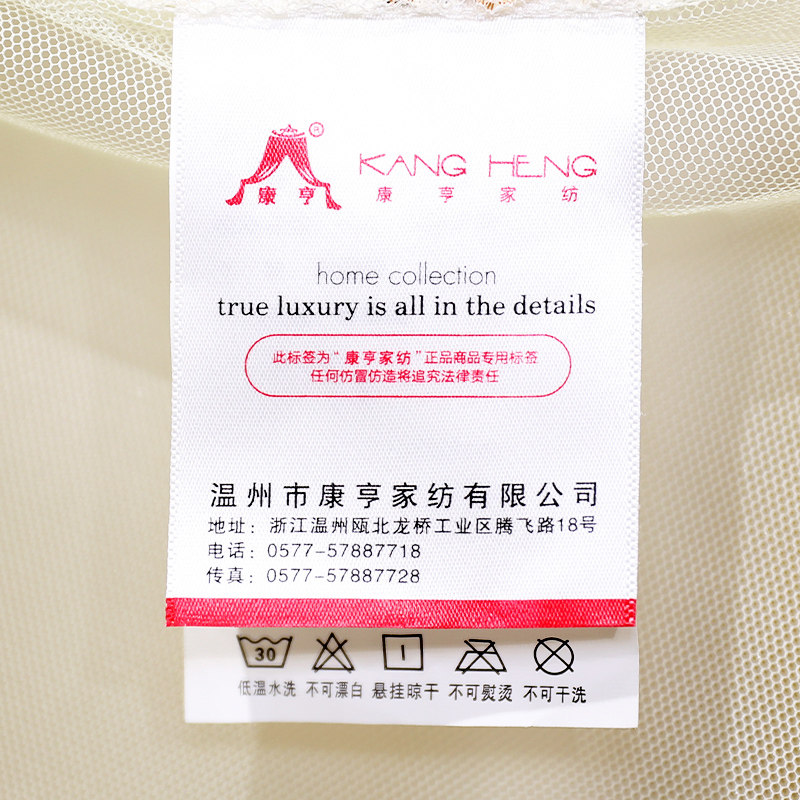 ®
康亨
KANG HENG
康亨家纺
home collection
true luxury is all in the details
此标签为“康亨家纺”正品商品专用标签
任何仿冒仿造将追究法律责任
温州市康亨家纺有限公司
地址：浙江温州瓯北龙桥工业区腾飞路18号
电话：0577-57887718
传真：0577-57887728
30
低温水洗 不可漂白 悬挂晾干 不可熨烫 不可干洗